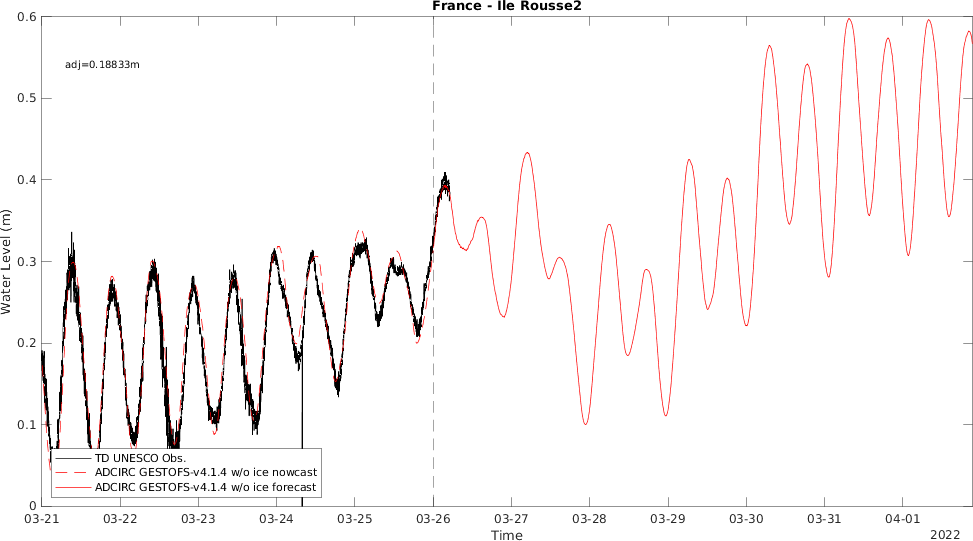 France - Ile Rousse2
adj=0.18833m
Water Level (m)
0.6
0.5
0.4
0.3
0.2
0.1
0
TD UNESCO Obs.
ADCIRC GESTOFS-v4.1.4 w/o ice nowcast
ADCIRC GESTOFS-v4.1.4 w/o ice forecast
03-21 03-22 03-23 03-24 03-25 03-26 03-27 03-28 03-29 03-30 03-31 04-01
Time
2022